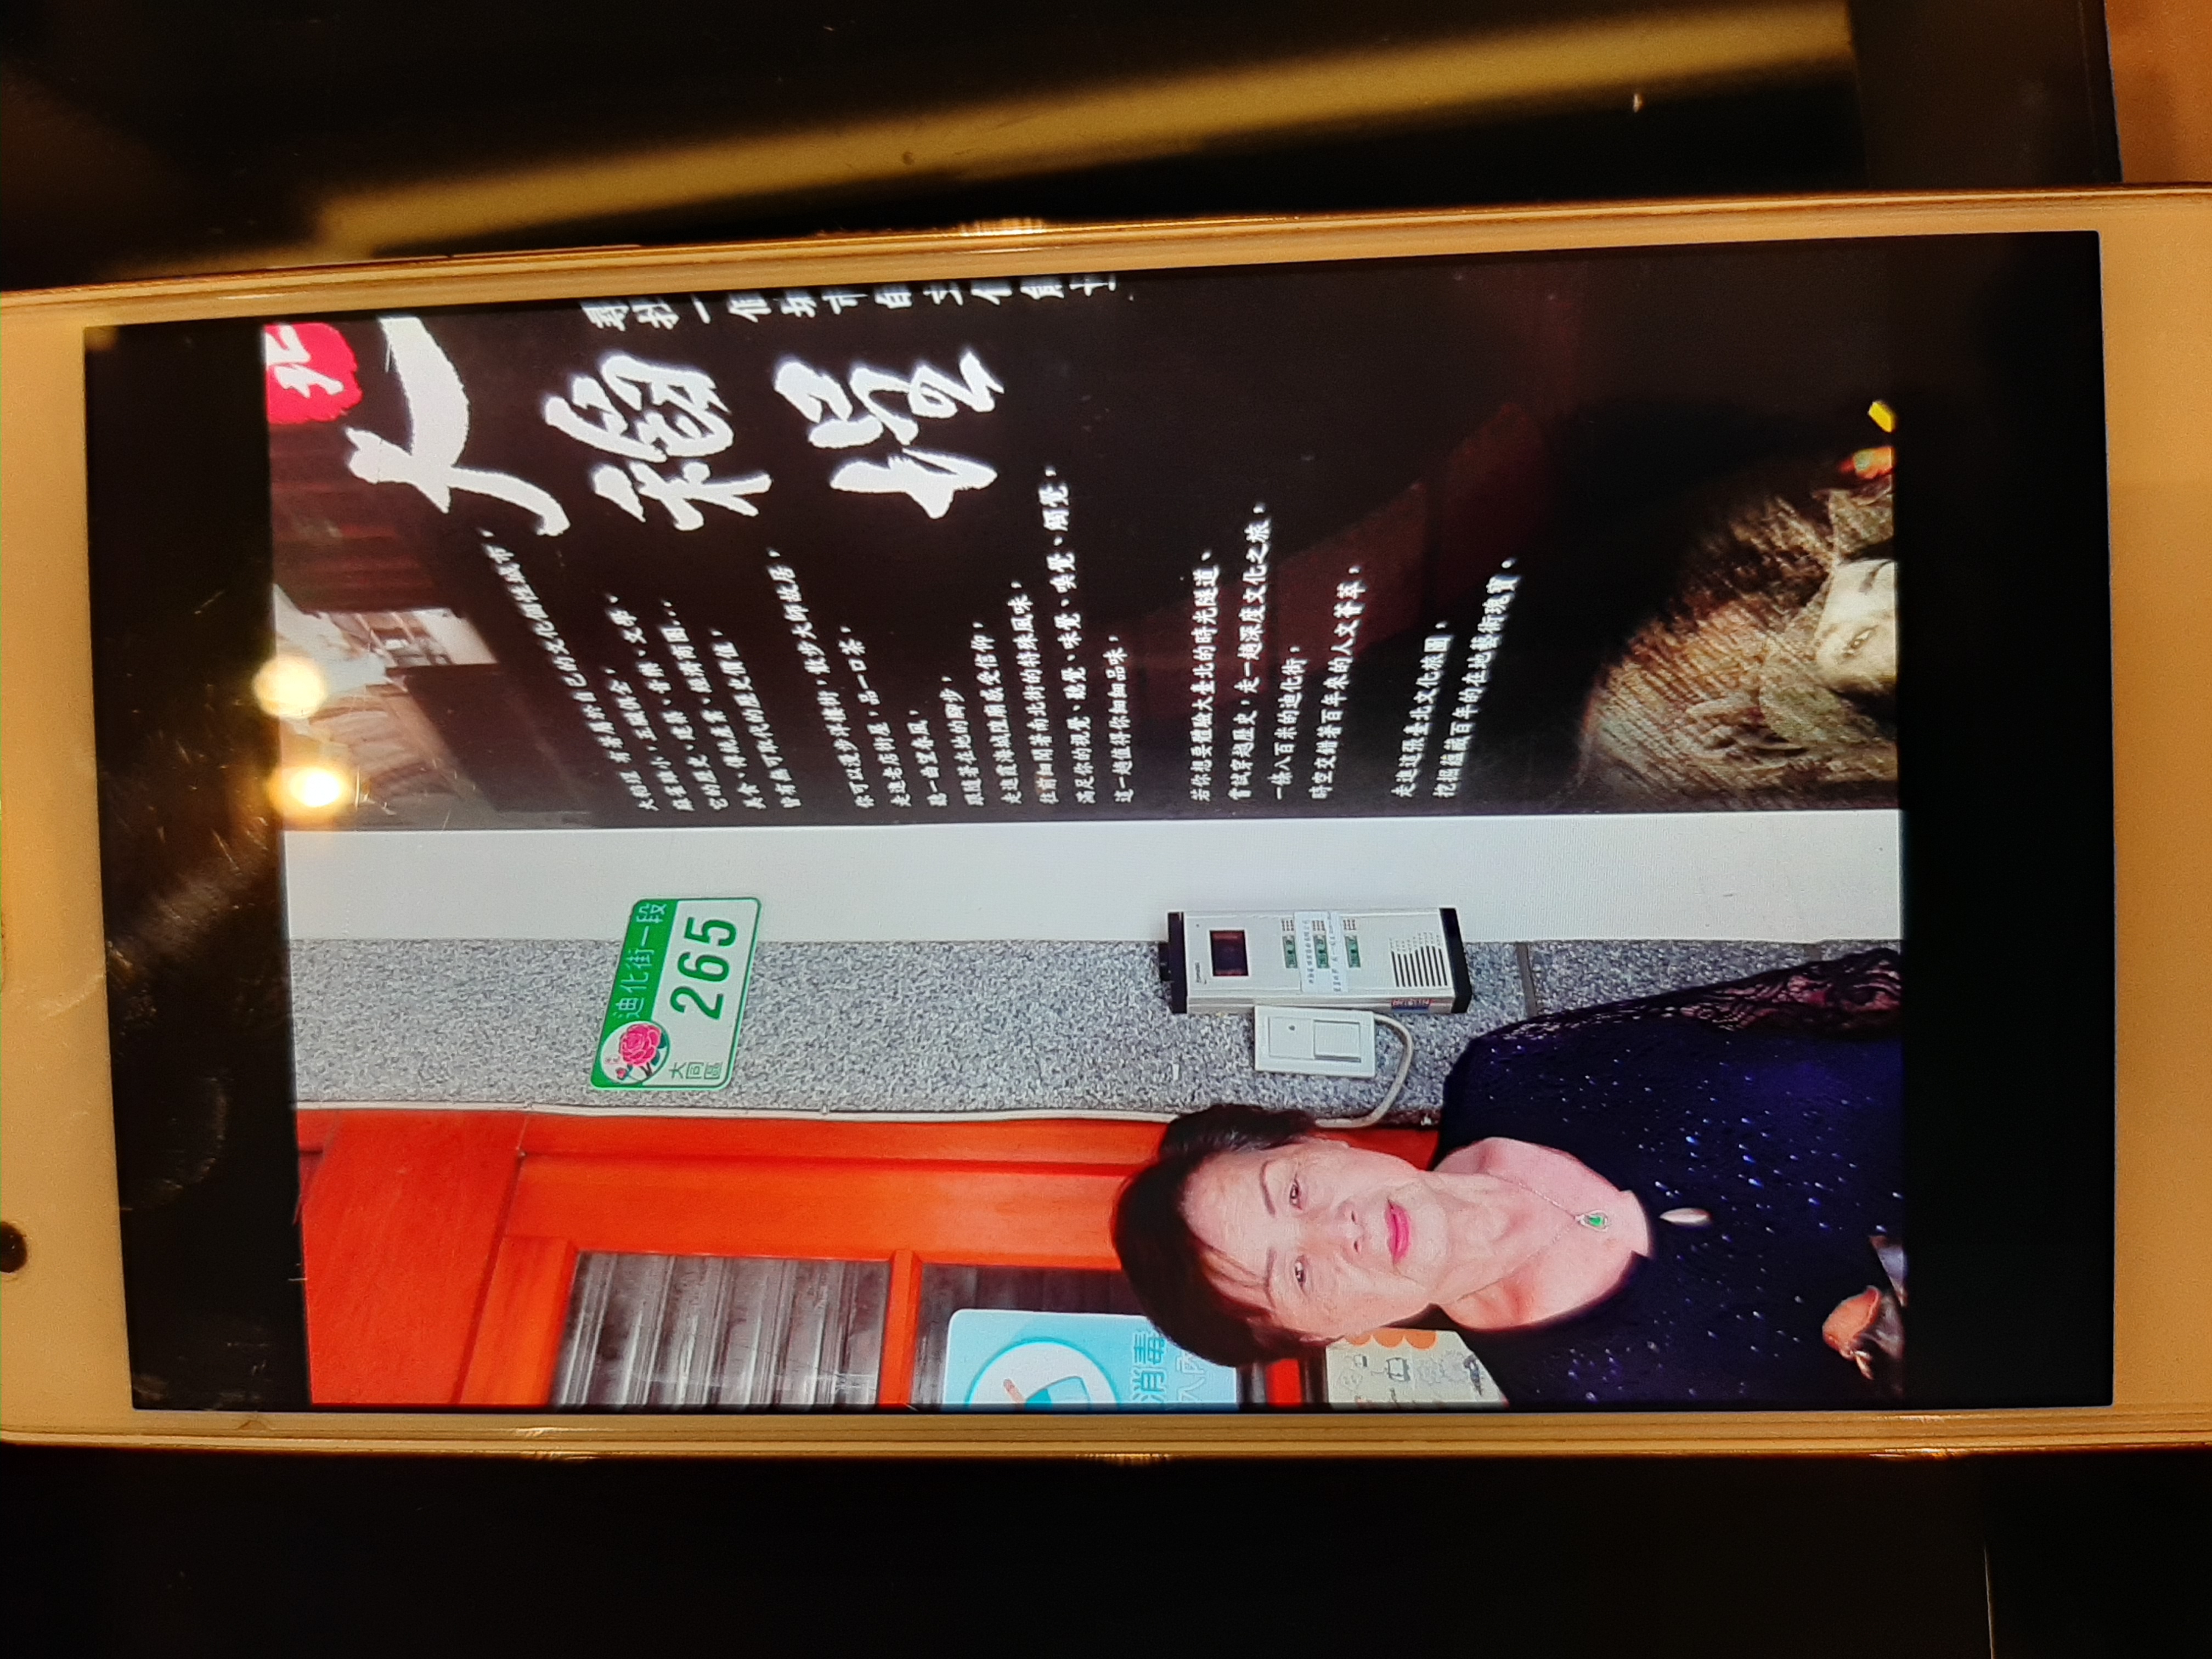 迪化街一段
大同區
265
消毒
北
大稻埕
大稻埕 有著屬於自己的文化個性城市，
麻雀雖小，五臟俱全，
它的歷史、建築、音樂、文學、
美食、傳統產業、經濟商圈...
皆有無可取代的歷史價值，
你可以漫步洋樓街，散步大師故居，
走進老店街屋，品一口茶，
聽一曲望春風，
跟隨著在地的腳步，
走進霞海城隍廟感受信仰，
往前細聞著南北街的特殊風味，
滿足你的視覺、聽覺、味覺、嗅覺、觸覺，
這一趟值得你細細品味，
若你想要體驗大臺北的時光隧道、
嘗試穿越歷史，走一趟深度文化之旅，
一條八百米的迪化街，
時空交錯著百年來的人文薈萃，
走進這張臺北文化旅圖，
挖掘蘊藏百年的在地藝術瑰寶。
尋找一個城市的文化